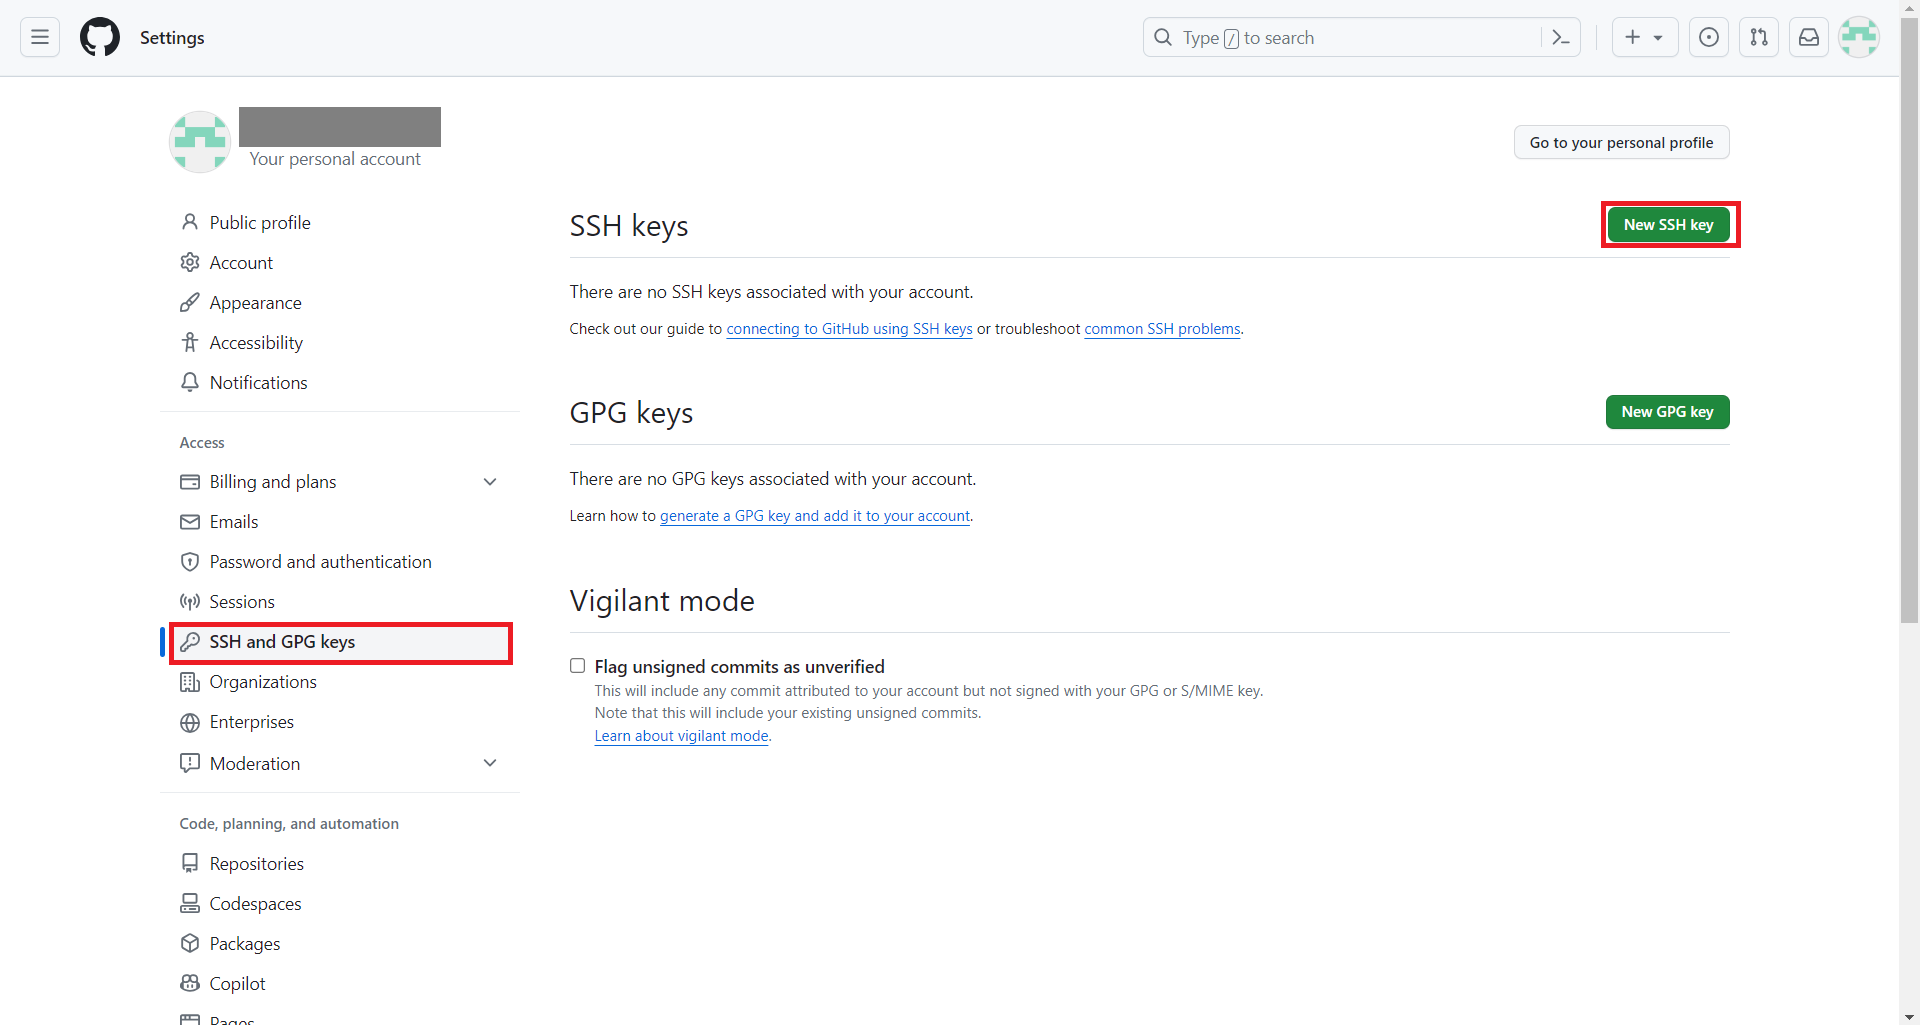 Settings
Type / to search
Your personal account
Go to your personal profile
Public profile
Account
Appearance
Accessibility
Notifications
Access
Billing and plans
Emails
Password and authentication
Sessions
SSH and GPG keys
Organizations
Enterprises
Moderation
Code, planning, and automation
Repositories
Codespaces
Packages
Copilot
Pages
SSH keys
New SSH key
There are no SSH keys associated with your account.
Check out our guide to connecting to GitHub using SSH keys or troubleshoot common SSH problems.
GPG keys
New GPG key
There are no GPG keys associated with your account.
Learn how to generate a GPG key and add it to your account.
Vigilant mode
Flag unsigned commits as unverified
This will include any commit attributed to your account but not signed with your GPG or S/MIME key.
Note that this will include your existing unsigned commits.
Learn about vigilant mode.